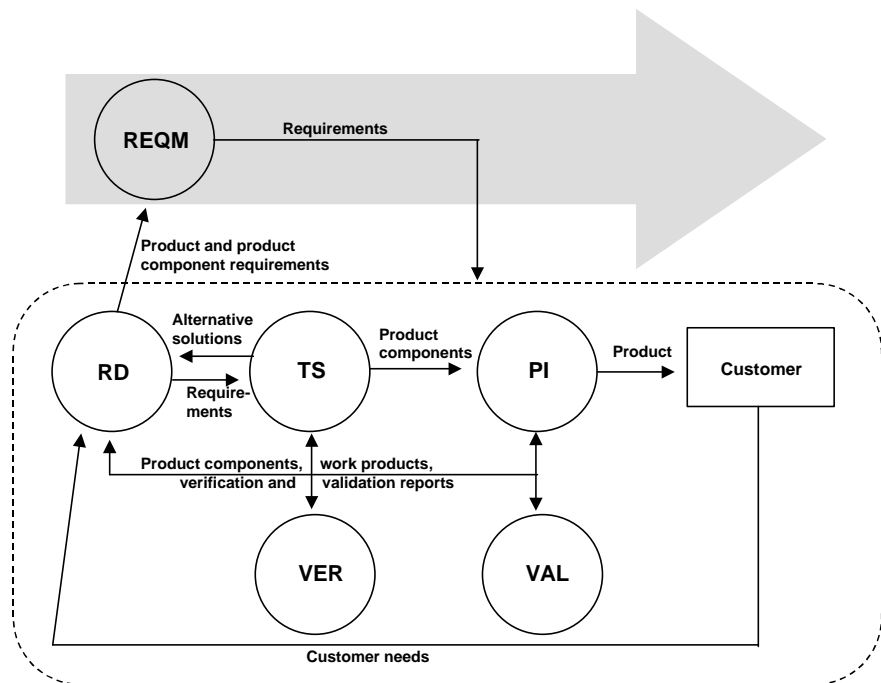 REQM
Requirements
Product and product
component requirements
Alternative
solutions
Product
components
Product
RD
TS
PI
Customer
Require-
ments
Product components,
work products,
verification and
validation reports
VER
VAL
Customer needs